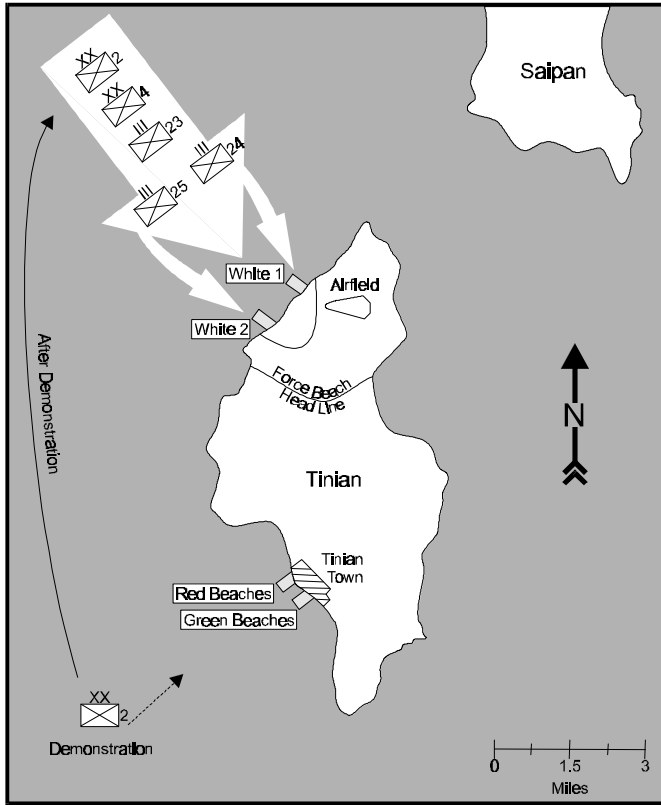 XX
2
XX
4
III
23
III
24
III
25
Saipan
White 1
Airfield
White 2
Force Beach
Head Line
After Demonstration
N
Tinian
Tinian
Town
Red Beaches
Green Beaches
XX
2
Demonstration
0 1.5 3
Miles